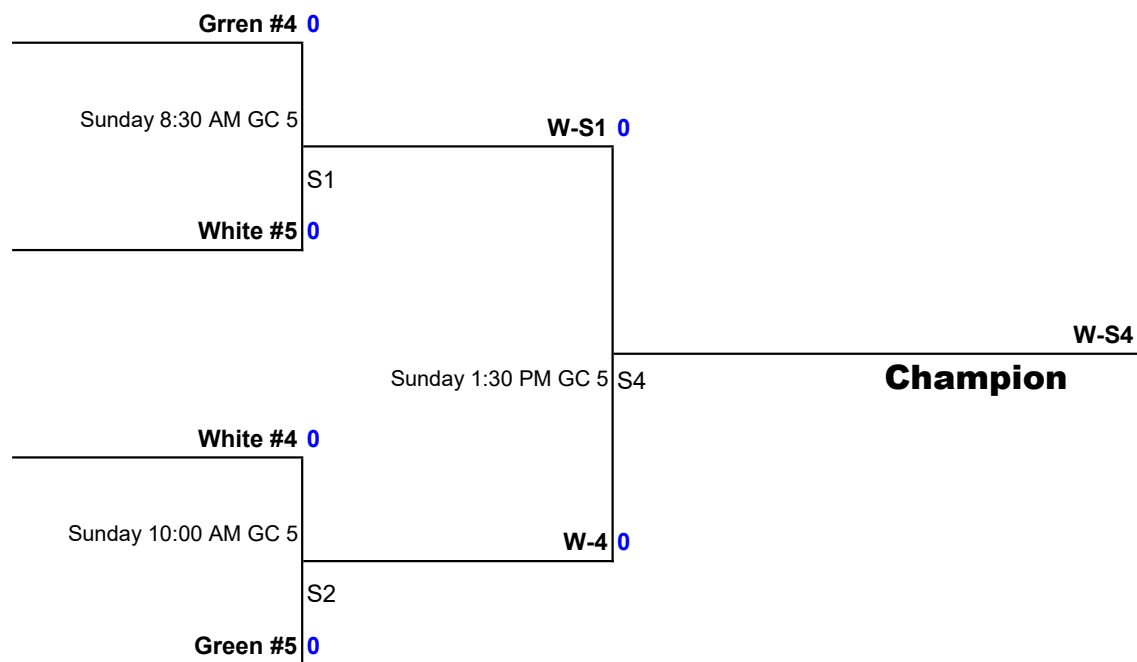 Grren #4 0
Sunday 8:30 AM GC 5
W-S1 0
S1
White #5 0
W-S4
Sunday 1:30 PM GC 5 S4
Champion
White #4 0
Sunday 10:00 AM GC 5
W-4 0
S2
Green #5 0